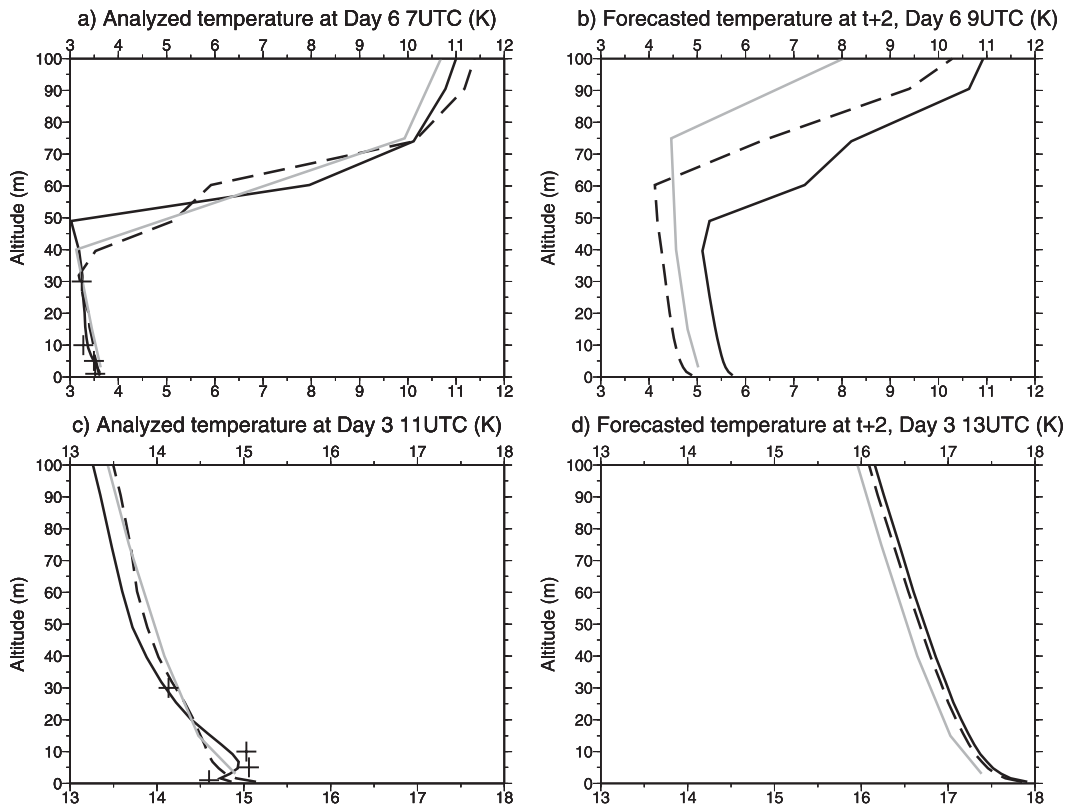 a) Analyzed temperature at Day 6 7UTC (K)
3 4 5 6 7 8 9 10 11 12
100
90
80
70
60
50
40
30
20
10
0
Altitude (m)
3 4 5 6 7 8 9 10 11 12
b) Forecasted temperature at t+2, Day 6 9UTC (K)
3 4 5 6 7 8 9 10 11 12
100
90
80
70
60
50
40
30
20
10
0
Altitude (m)
3 4 5 6 7 8 9 10 11 12
c) Analyzed temperature at Day 3 11UTC (K)
13 14 15 16 17 18
100
90
80
70
60
50
40
30
20
10
0
Altitude (m)
13 14 15 16 17 18
d) Forecasted temperature at t+2, Day 3 13UTC (K)
13 14 15 16 17 18
100
90
80
70
60
50
40
30
20
10
0
Altitude (m)
13 14 15 16 17 18